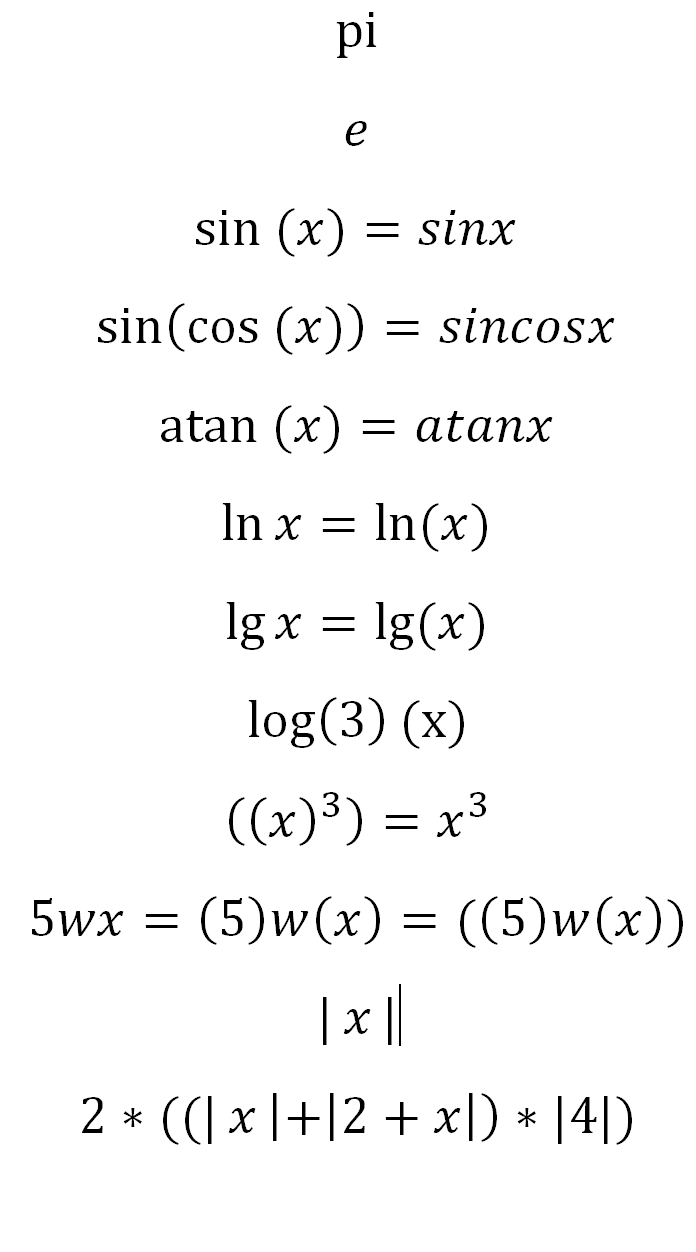 pi
e
sin (x) = sinx
sin(cos (x)) = sincosx
atan (x) = atanx
ln x = ln(x)
lg x = lg(x)
log(3) (x)
((x)³) = x³
5wx = (5)w(x) = ((5)w(x))
| x |
2 * ((| x |+|2 + x|) * |4|)